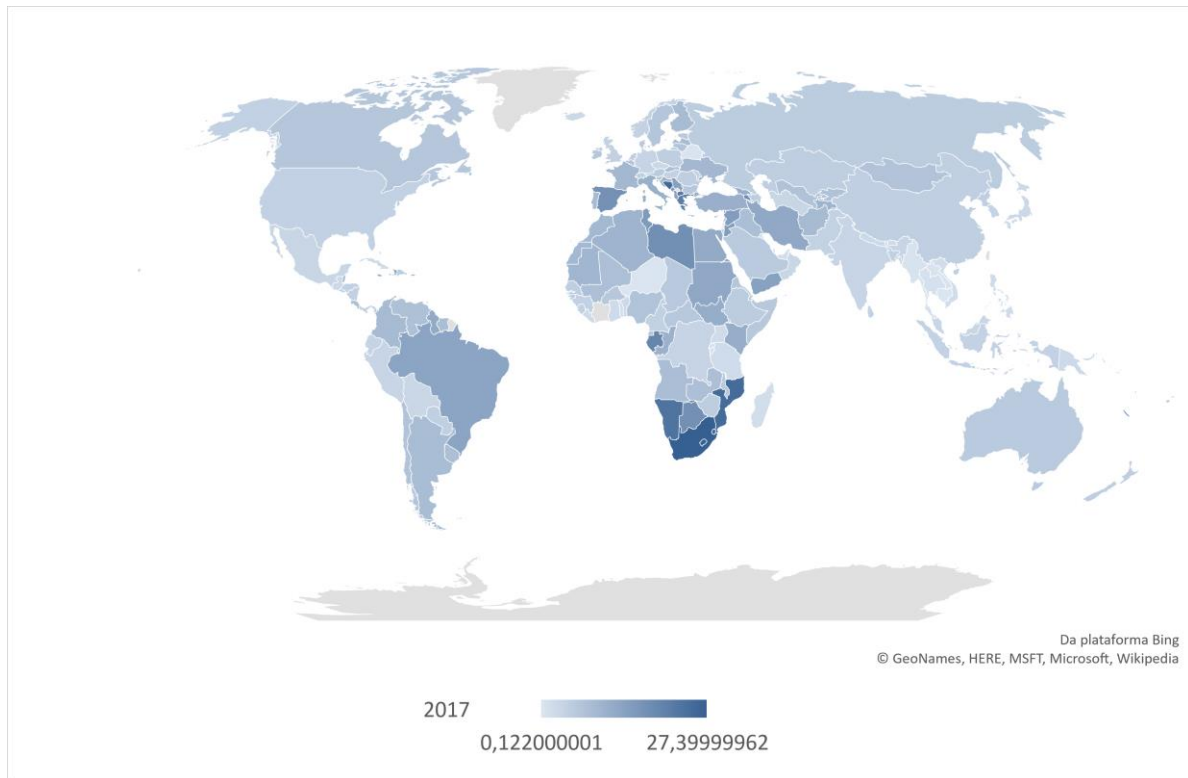 Da plataforma Bing
© GeoNames, HERE, MSFT, Microsoft, Wikipedia
2017
0,122000001 27,39999962